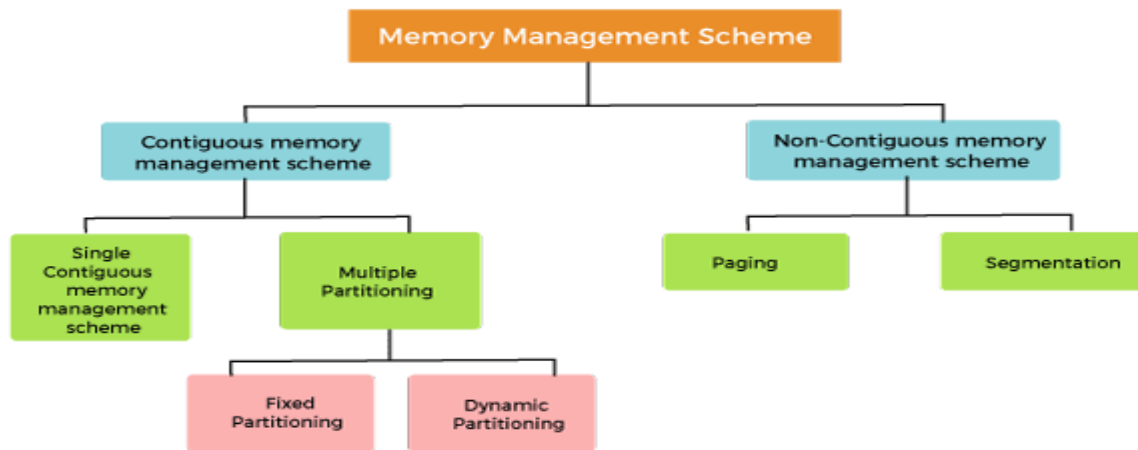 Memory Management Scheme
Contiguous memory
management scheme
Non-Contiguous memory
management scheme
Single
Contiguous
memory
management
scheme
Multiple
Partitioning
Paging
Segmentation
Fixed
Partitioning
Dynamic
Partitioning